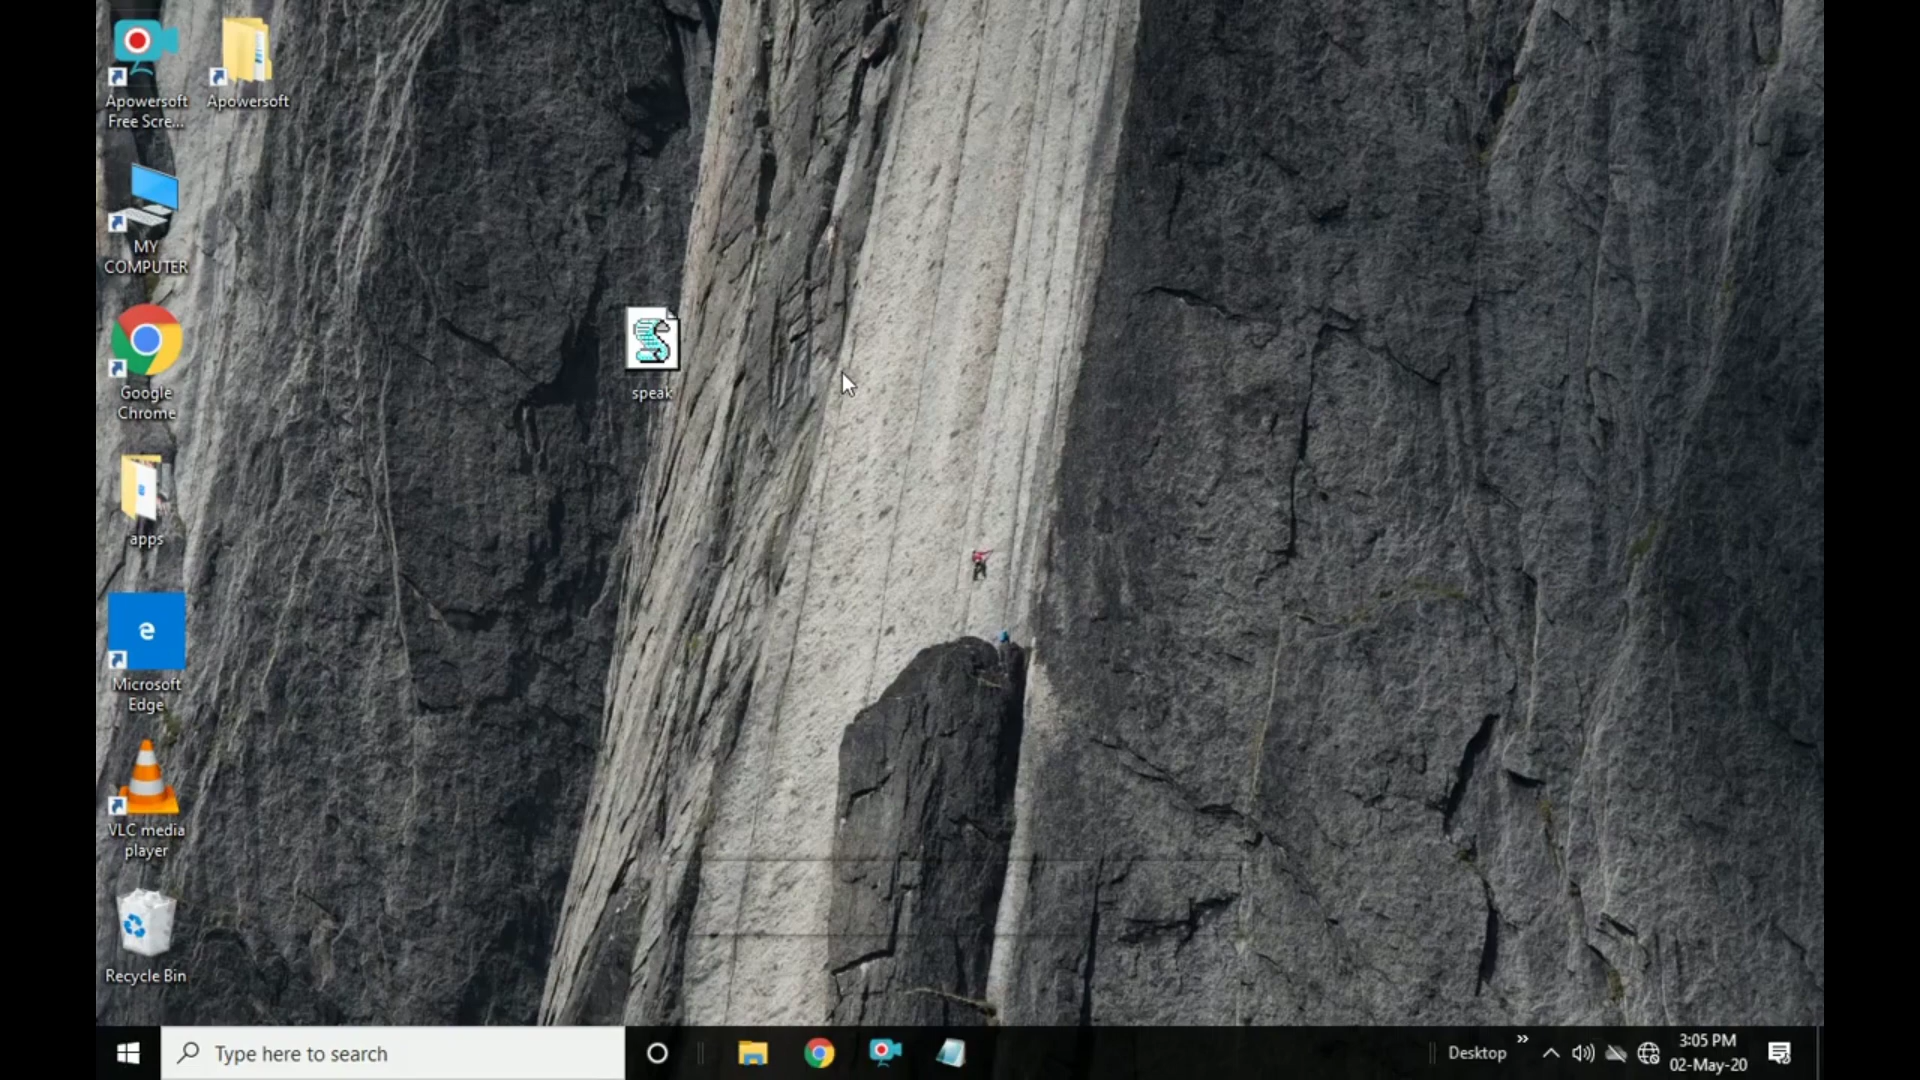 Apowersoft
Free Scre...
Apowersoft
MY
COMPUTER
Google
Chrome
speak
apps
Microsoft
Edge
VLC media
player
Recycle Bin
Type here to search
Desktop
3:05 PM
02-May-20